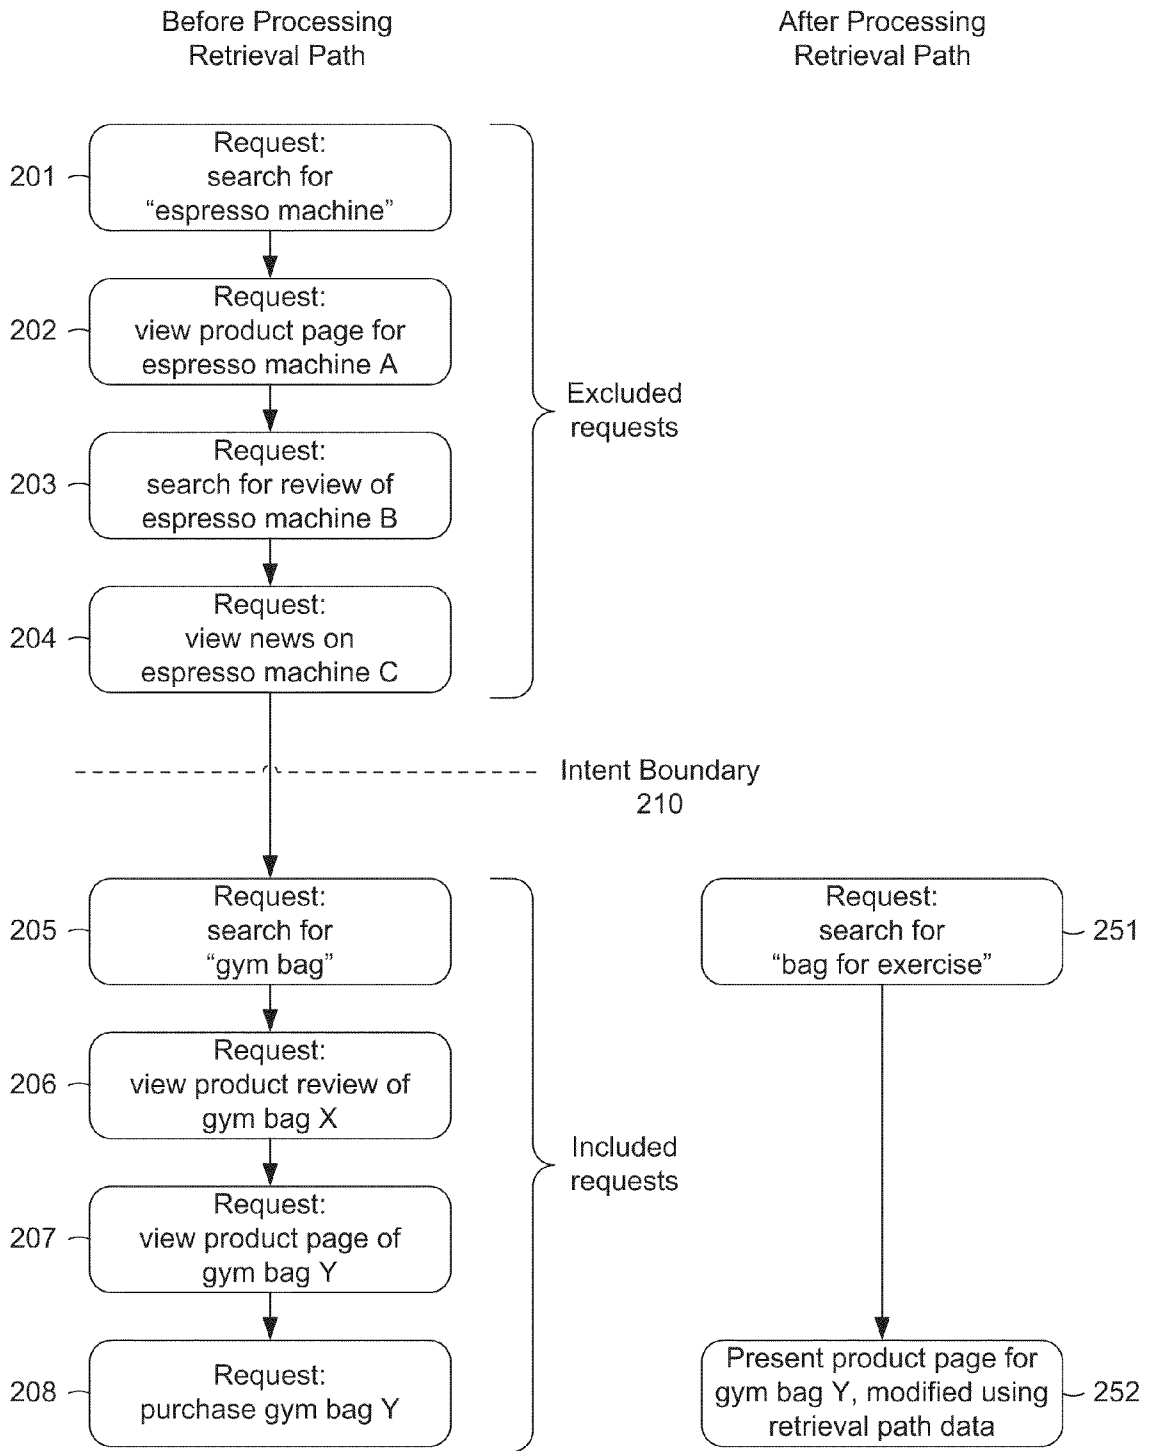 Before Processing
Retrieval Path
After Processing
Retrieval Path
201
Request:
search for
“espresso machine”
202
Request:
view product page for
espresso machine A
Excluded
requests
203
Request:
search for review of
espresso machine B
204
Request:
view news on
espresso machine C
Intent Boundary
210
205
Request:
search for
“gym bag”
Request:
search for
“bag for exercise”
251
206
Request:
view product review of
gym bag X
Included
requests
207
Request:
view product page of
gym bag Y
208
Request:
purchase gym bag Y
Present product page for
gym bag Y, modified using
retrieval path data
252